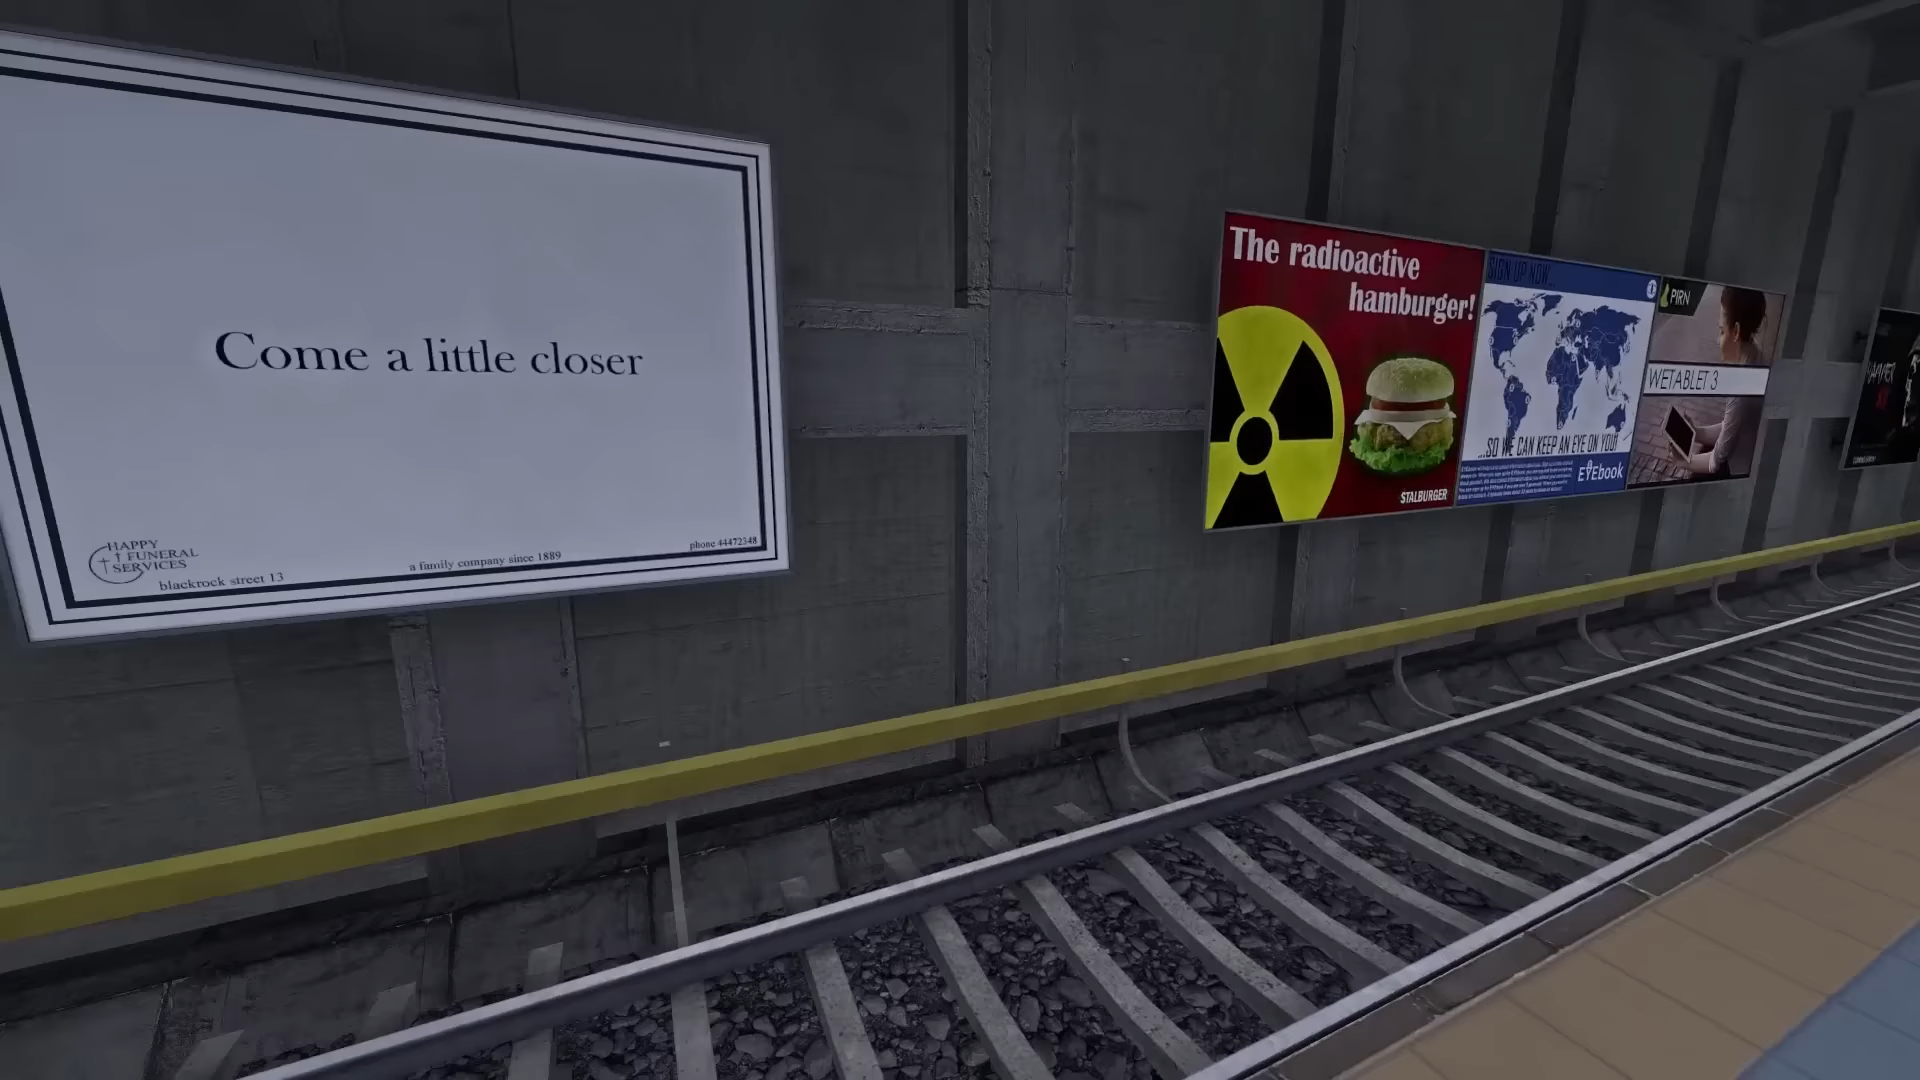 Come a little closer
HAPPY
FUNERAL
SERVICES
blackrock street 13
a family company since 1889
phone 44472348
The radioactive
hamburger!
STALBURGER
SIGN UP NOW...
...SO WE CAN KEEP AN EYE ON YOU!
EYEbook
PIRN
WETABLET 3